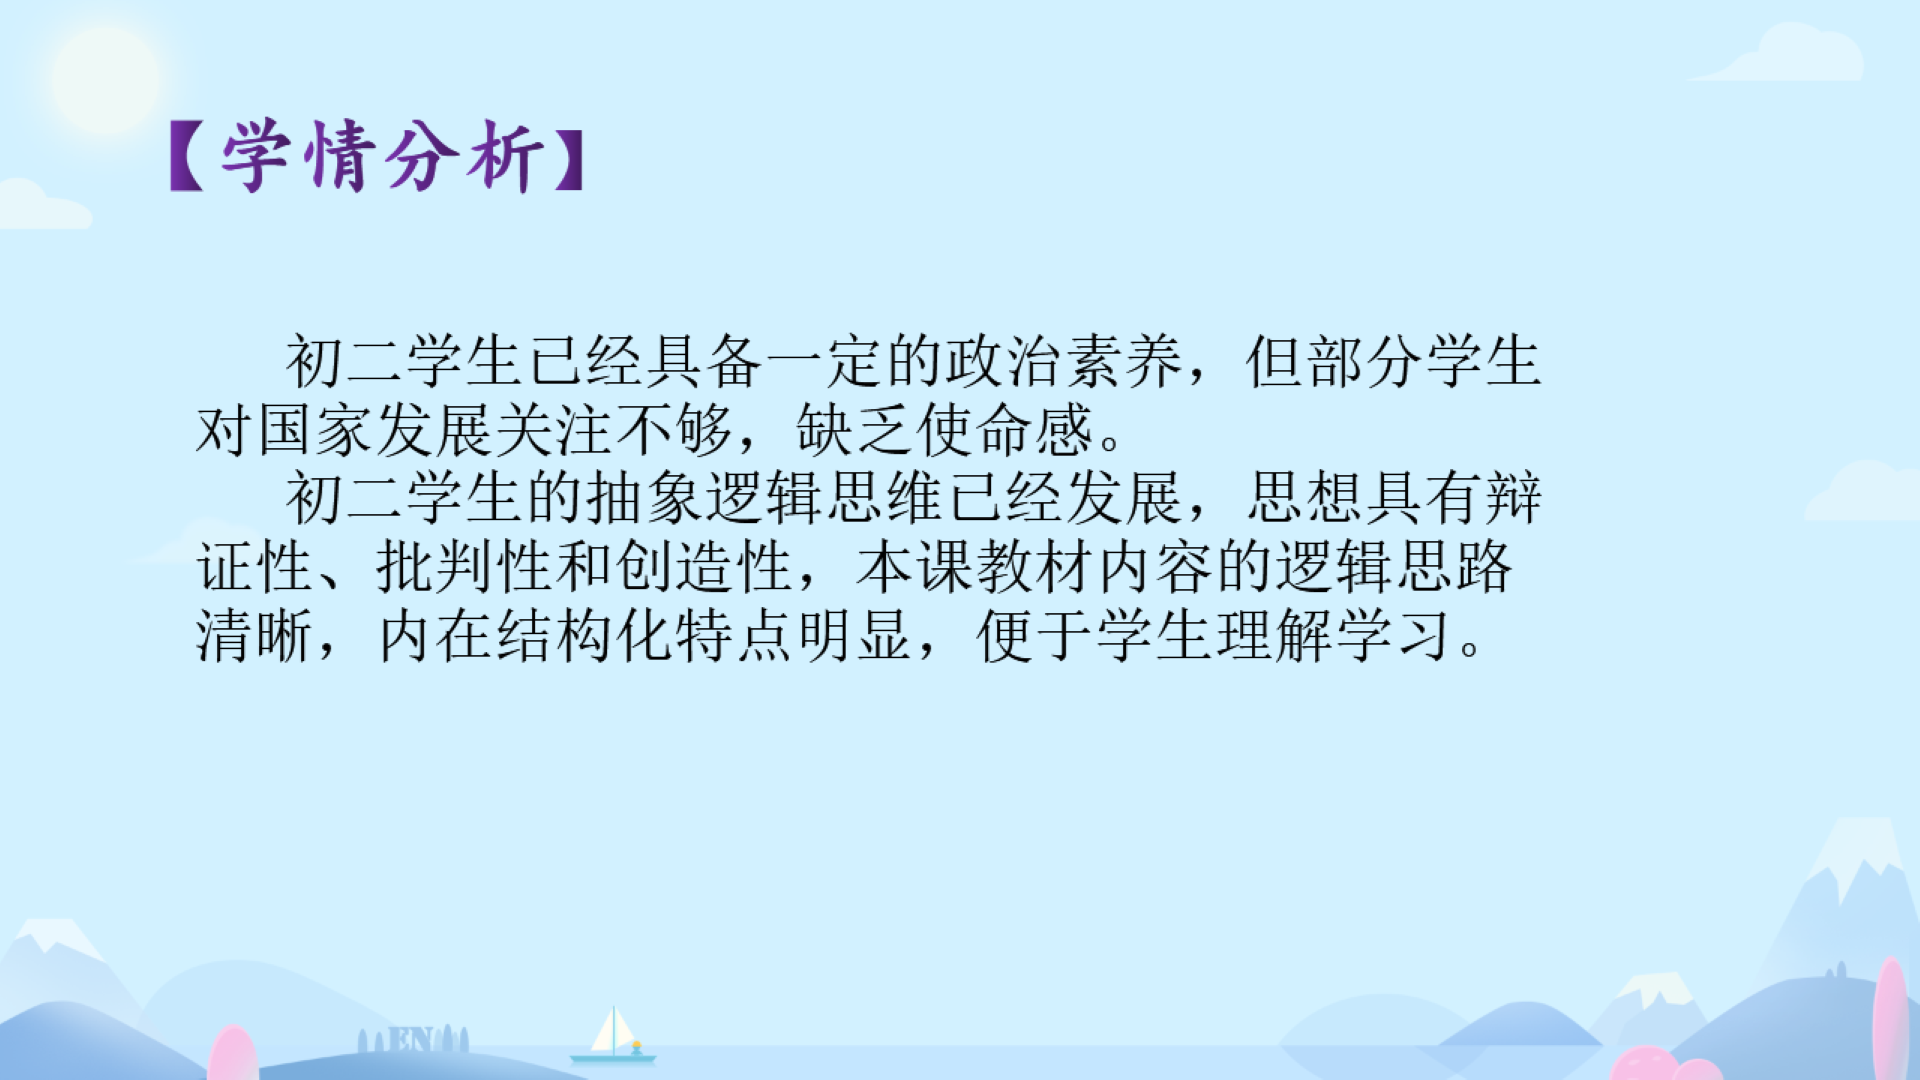 【学情分析】
初二学生已经具备一定的政治素养，但部分学生
对国家发展关注不够，缺乏使命感。
初二学生的抽象逻辑思维已经发展，思想具有辩
证性、批判性和创造性，本课教材内容的逻辑思路
清晰，内在结构化特点明显，便于学生理解学习。
EN